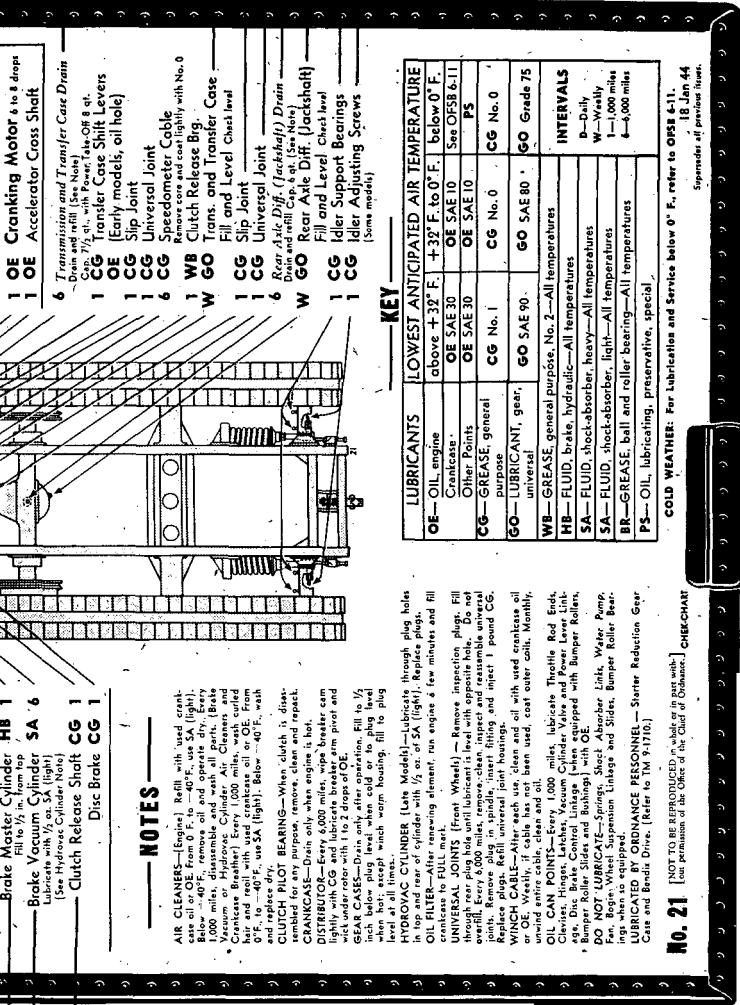 Brake Master Cylinder HB 1
Fill to ½ in. from top
Brake Vacuum Cylinder SA 6
Lubricate with ½ oz. SA (light)
(See Hydrovac Cylinder Note)
Clutch Release Shaft CG 1
Disc Brake CG 1
1 OE Cranking Motor 6 to 8 drops
1 OE Accelerator Cross Shaft
6 Transmission and Transfer Case Drain
Drain and refill (See Note)
Cap. 7½ qt., with Power Take-Off 8 qt.
1 CG Transfer Case Shift Levers
OE (Early models, oil hole)
1 CG Slip Joint
1 CG Universal Joint
6 CG Speedometer Cable
Remove core and coat lightly with No. 0
1 WB Clutch Release Brg.
W GO Trans. and Transfer Case
Fill and Level Check level
1 CG Slip Joint
1 CG Universal Joint
6 Rear Axle Diff. (Jackshaft) Drain
Drain and refill Cap. 6 qt. (See Note)
W GO Rear Axle Diff. (Jackshaft)
Fill and Level Check level
1 CG Idler Support Bearings
1 CG Idler Adjusting Screws
(Some models)
—NOTES—
AIR CLEANERS—(Engine) Refill with used crank-
case oil or OE. From 0°F. to —40°F., use SA (light).
Below —40°F., remove oil and operate dry. Every
1,000 miles, disassemble and wash all parts. (Brake
Vacuum or Hydrovac Cylinder Air Cleaners and
Crankcase Breather) Every 1,000 miles, wash curled
hair and reoil with used crankcase oil or OE. From
0°F., to —40°F., use SA (light). Below —40°F., wash
and replace dry.
CLUTCH PILOT BEARING—When clutch is disas-
sembled for any purpose, remove, clean and repack.
CRANKCASE—Drain only when engine is hot.
DISTRIBUTOR—Every 6,000 miles, wipe breaker cam
lightly with CG and lubricate breaker arm pivot and
wick under rotor with 1 to 2 drops of OE.
GEAR CASES—Drain only after operation. Fill to ½
inch below plug level when cold or to plug level
when hot; except winch worm housing, fill to plug
level at all times.
HYDROVAC CYLINDER (Late Models)—Lubricate through plug holes
in top and rear of cylinder with ½ oz. of SA (light). Replace plugs.
OIL FILTER—After renewing element, run engine a few minutes and fill
crankcase to FULL mark.
UNIVERSAL JOINTS (Front Wheels) — Remove inspection plugs. Fill
through rear plug hole until lubricant is level with opposite hole. Do not
overfill. Every 6,000 miles, remove, clean, inspect and reassemble universal
joints. Remove plug in spindle, insert fitting and inject 1 pound CG.
Replace plugs. Refill universal joint housings.
WINCH CABLE—After each use, clean and oil with used crankcase oil
or OE. Weekly, if cable has not been used, coat outer coils. Monthly,
unwind entire cable, clean and oil.
OIL CAN POINTS—Every 1,000 miles, lubricate Throttle Rod Ends,
Clevises, Hinges, Latches, Vacuum Cylinder Valve and Power Lever Link-
age, Disc Brake Control Linkage (when equipped with Bumper Rollers,
Bumper Roller Slides and Bushings) with OE.
DO NOT LUBRICATE—Springs, Shock Absorber Links, Water Pump,
Fan, Bogie Wheel Suspension Linkage and Slides, Bumper Roller Bear-
ings when so equipped.
LUBRICATED BY ORDNANCE PERSONNEL — Starter Reduction Gear
Case and Bendix Drive. (Refer to TM 9-1710.)
—KEY—
LUBRICANTS LOWEST ANTICIPATED AIR TEMPERATURE
above +32° F. +32° F. to 0° F. below 0° F.
OE—OIL, engine
Crankcase OE SAE 30 OE SAE 10 See OFSB 6-11
Other Points OE SAE 30 OE SAE 10 PS
CG—GREASE, general purpose CG No. 1 CG No. 0 CG No. 0
GO—LUBRICANT, gear, universal GO SAE 90 GO SAE 80 GO Grade 75
WB—GREASE, general purpose, No. 2—All temperatures
HB—FLUID, brake, hydraulic—All temperatures
SA—FLUID, shock-absorber, heavy—All temperatures
SA—FLUID, shock-absorber, light—All temperatures
BR—GREASE, ball and roller bearing—All temperatures
PS—OIL, lubricating, preservative, special
INTERVALS
D—Daily
W—Weekly
1—1,000 miles
6—6,000 miles
COLD WEATHER: For Lubrication and Service below 0° F., refer to OFSB 6-11.
18 Jan 44
Supersedes all previous issues.
No. 21
[NOT TO BE REPRODUCED in whole or in part with-
out permission of the Office of the Chief of Ordnance.]
CHEK-CHART